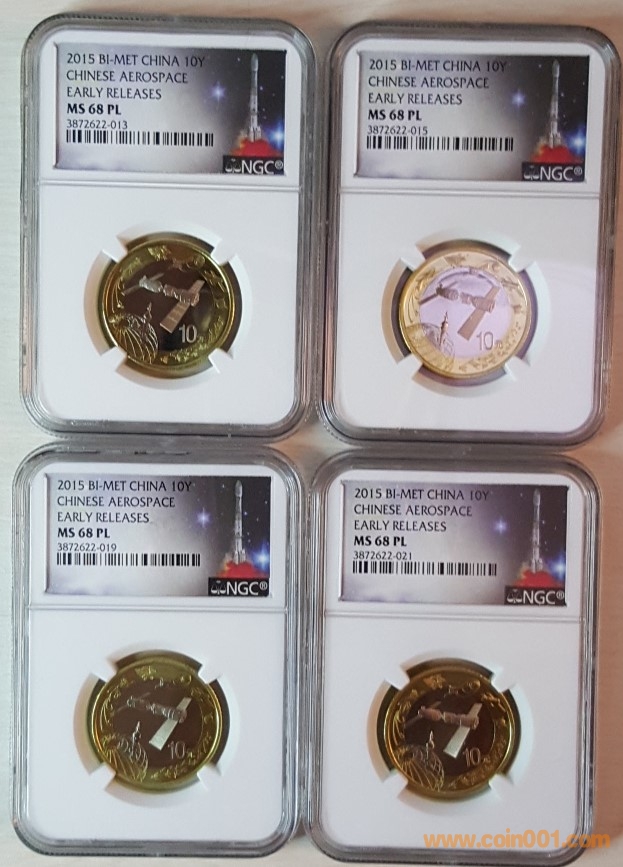 2015 BI-MET CHINA 10Y
CHINESE AEROSPACE
EARLY RELEASES
MS 68 PL
3872622-013
NGC®
10
2015 BI-MET CHINA 10Y
CHINESE AEROSPACE
EARLY RELEASES
MS 68 PL
3872622-015
NGC®
10
2015 BI-MET CHINA 10Y
CHINESE AEROSPACE
EARLY RELEASES
MS 68 PL
3872622-019
NGC®
10
2015 BI-MET CHINA 10Y
CHINESE AEROSPACE
EARLY RELEASES
MS 68 PL
3872622-021
NGC®
10
www.coin001.com